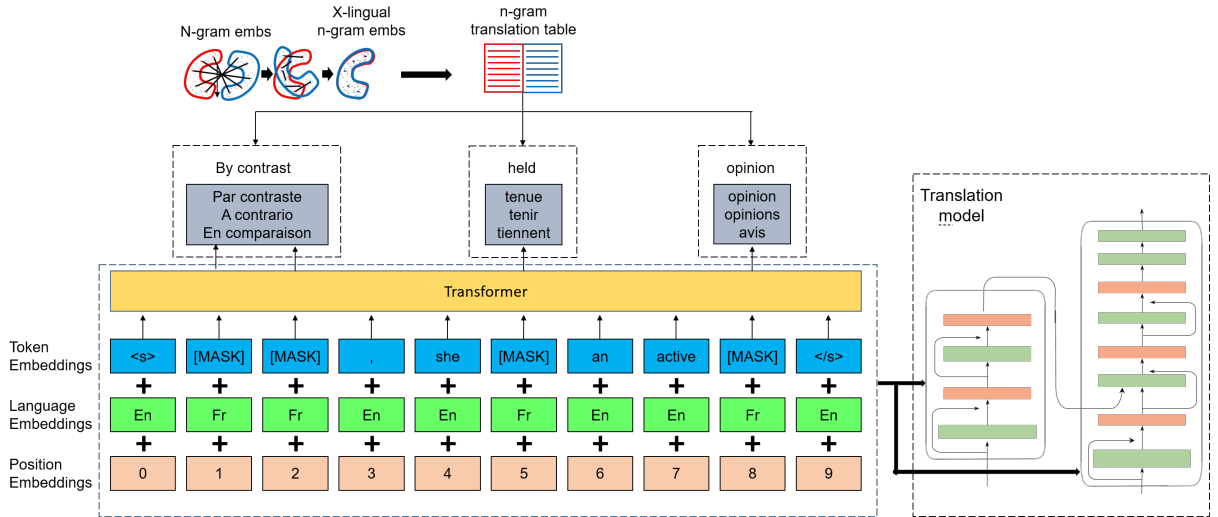 N-gram embs
X-lingual
n-gram embs
n-gram
translation table
By contrast
held
opinion
Par contraste
A contrario
En comparaison
tenue
tenir
tiennent
opinion
opinions
avis
Translation
model
Transformer
Token
Embeddings
<s> [MASK] [MASK] , she [MASK] an active [MASK] </s>
+ + + + + + + + + +
Language
Embeddings
En Fr Fr En En Fr En En Fr En
+ + + + + + + + + +
Position
Embeddings
0 1 2 3 4 5 6 7 8 9